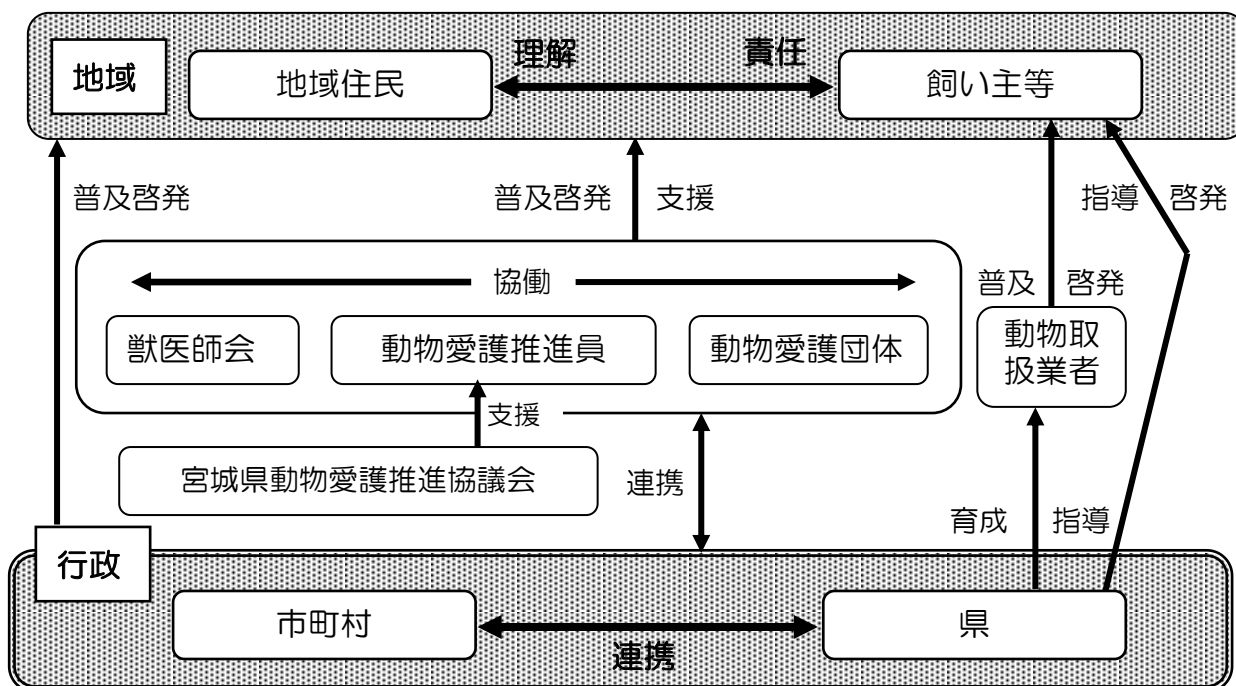 理解
責任
地域
地域住民
飼い主等
普及啓発
普及啓発
支援
指導
啓発
協働
普及
啓発
獣医師会
動物愛護推進員
動物愛護団体
動物取
扱業者
支援
宮城県動物愛護推進協議会
連携
育成
指導
行政
市町村
県
連携